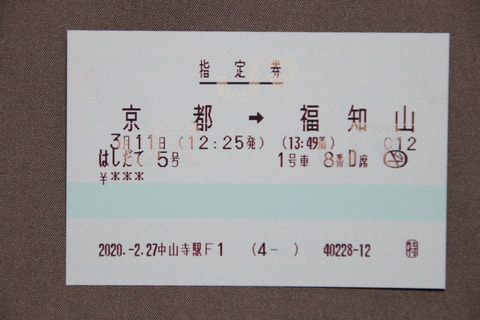 指定券
京都 → 福知山
3月11日 (12:25発) (13:49着) C12
はしだて 5号 1号車 8番D席
￥***
2020.-2.27中山寺駅F1 (4- ) 40228-12